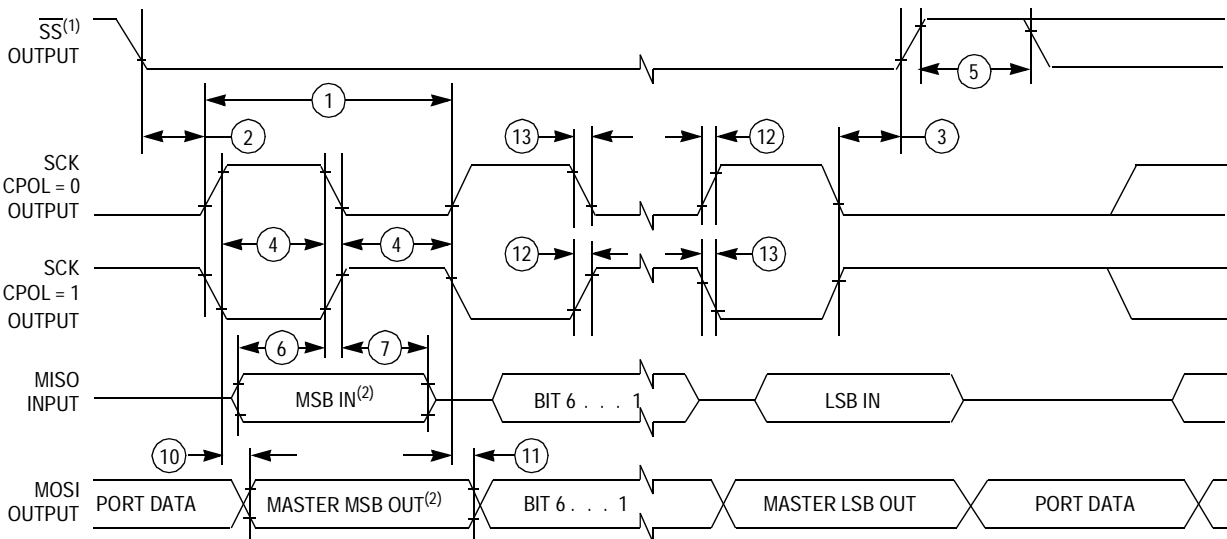 SS(1)
OUTPUT
5
1
2
13
12
3
SCK
CPOL = 0
OUTPUT
4
4
12
13
SCK
CPOL = 1
OUTPUT
6
7
MISO
INPUT
MSB IN(2)
BIT 6 . . . 1
LSB IN
10
11
MOSI
OUTPUT
PORT DATA
MASTER MSB OUT(2)
BIT 6 . . . 1
MASTER LSB OUT
PORT DATA